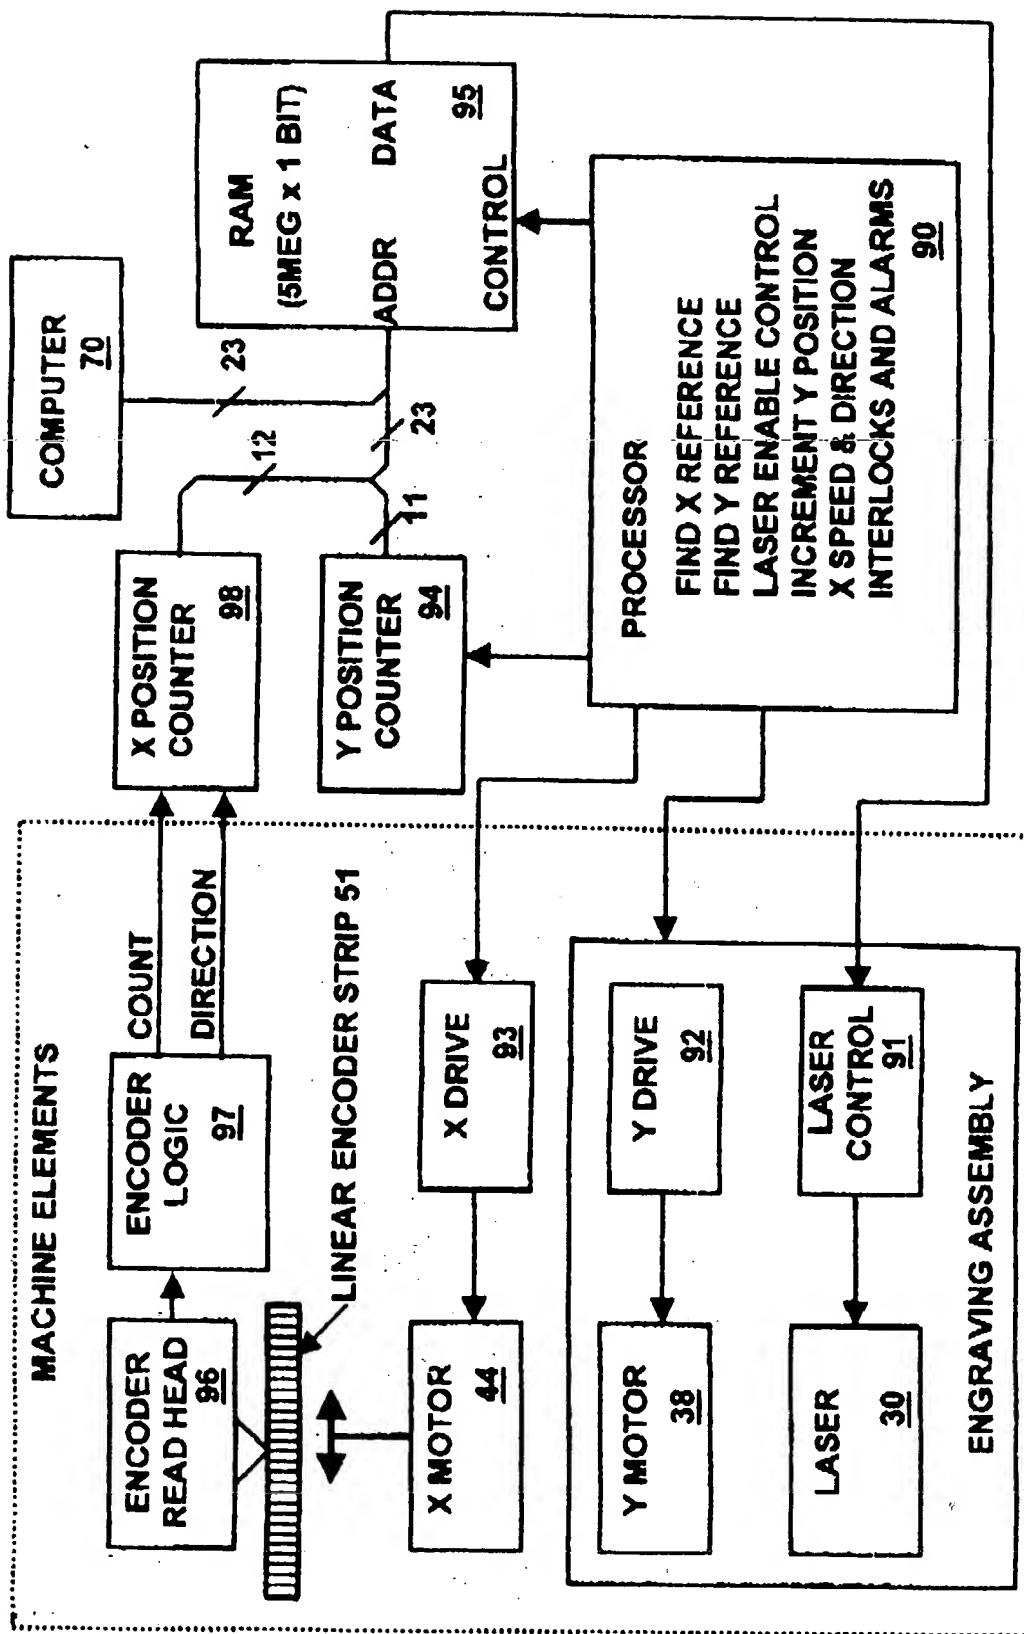 MACHINE ELEMENTS
ENCODER
READ HEAD
96
ENCODER
LOGIC
97
COUNT
DIRECTION
X POSITION
COUNTER
98
COMPUTER
70
LINEAR ENCODER STRIP 51
12
23
23
11
Y POSITION
COUNTER
94
RAM
(5MEG x 1 BIT)
ADDR DATA
95
CONTROL
X MOTOR
44
X DRIVE
93
Y MOTOR
38
Y DRIVE
92
LASER
30
LASER
CONTROL
91
ENGRAVING ASSEMBLY
PROCESSOR
FIND X REFERENCE
FIND Y REFERENCE
LASER ENABLE CONTROL
INCREMENT Y POSITION
X SPEED & DIRECTION
INTERLOCKS AND ALARMS
90